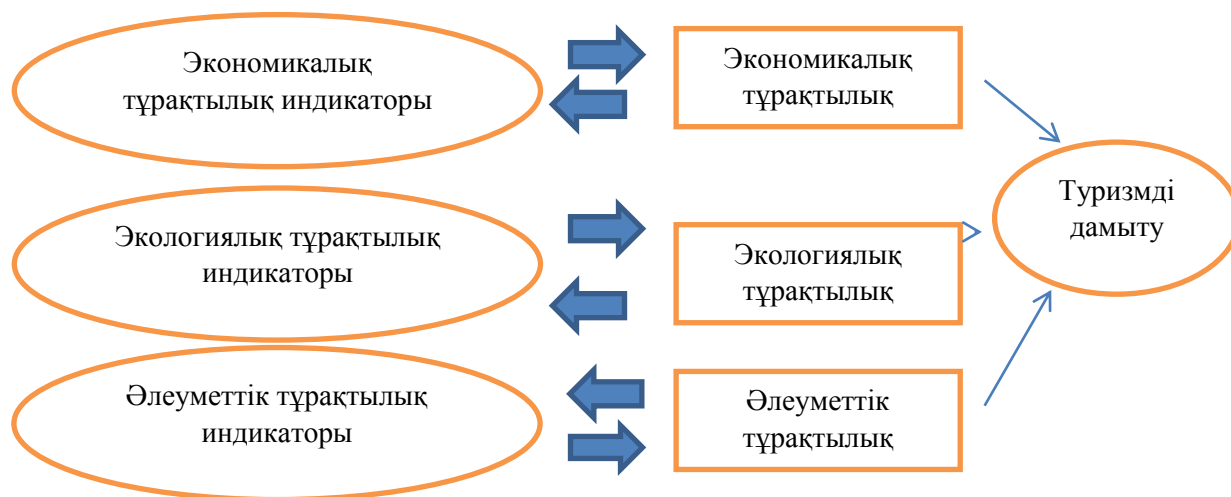 Экономикалық
тұрақтылық индикаторы
Экономикалық
тұрақтылық
Туризмді
дамыту
Экологиялық тұрақтылық
индикаторы
Экологиялық
тұрақтылық
Әлеуметтік тұрақтылық
индикаторы
Әлеуметтік
тұрақтылық